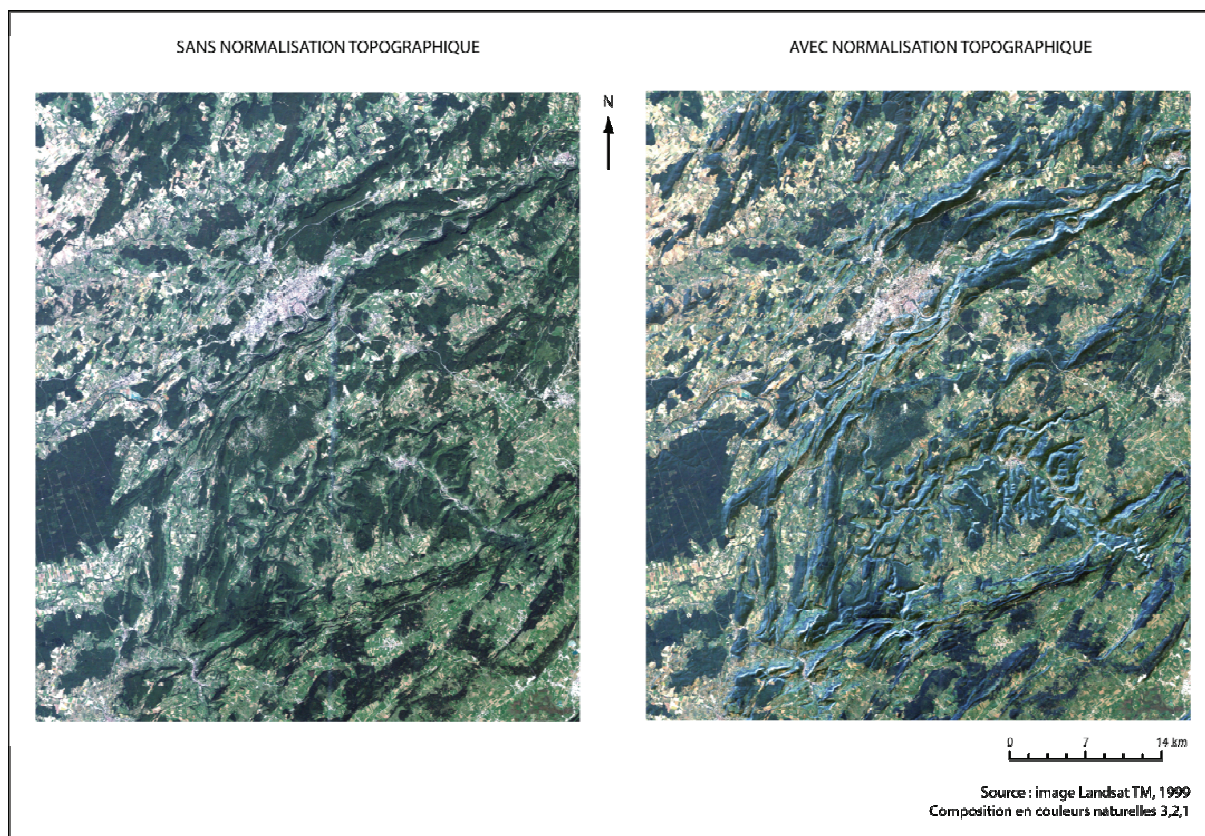 SANS NORMALISATION TOPOGRAPHIQUE
AVEC NORMALISATION TOPOGRAPHIQUE
N
0 7 14 km
Source : image Landsat TM, 1999
Composition en couleurs naturelles 3,2,1